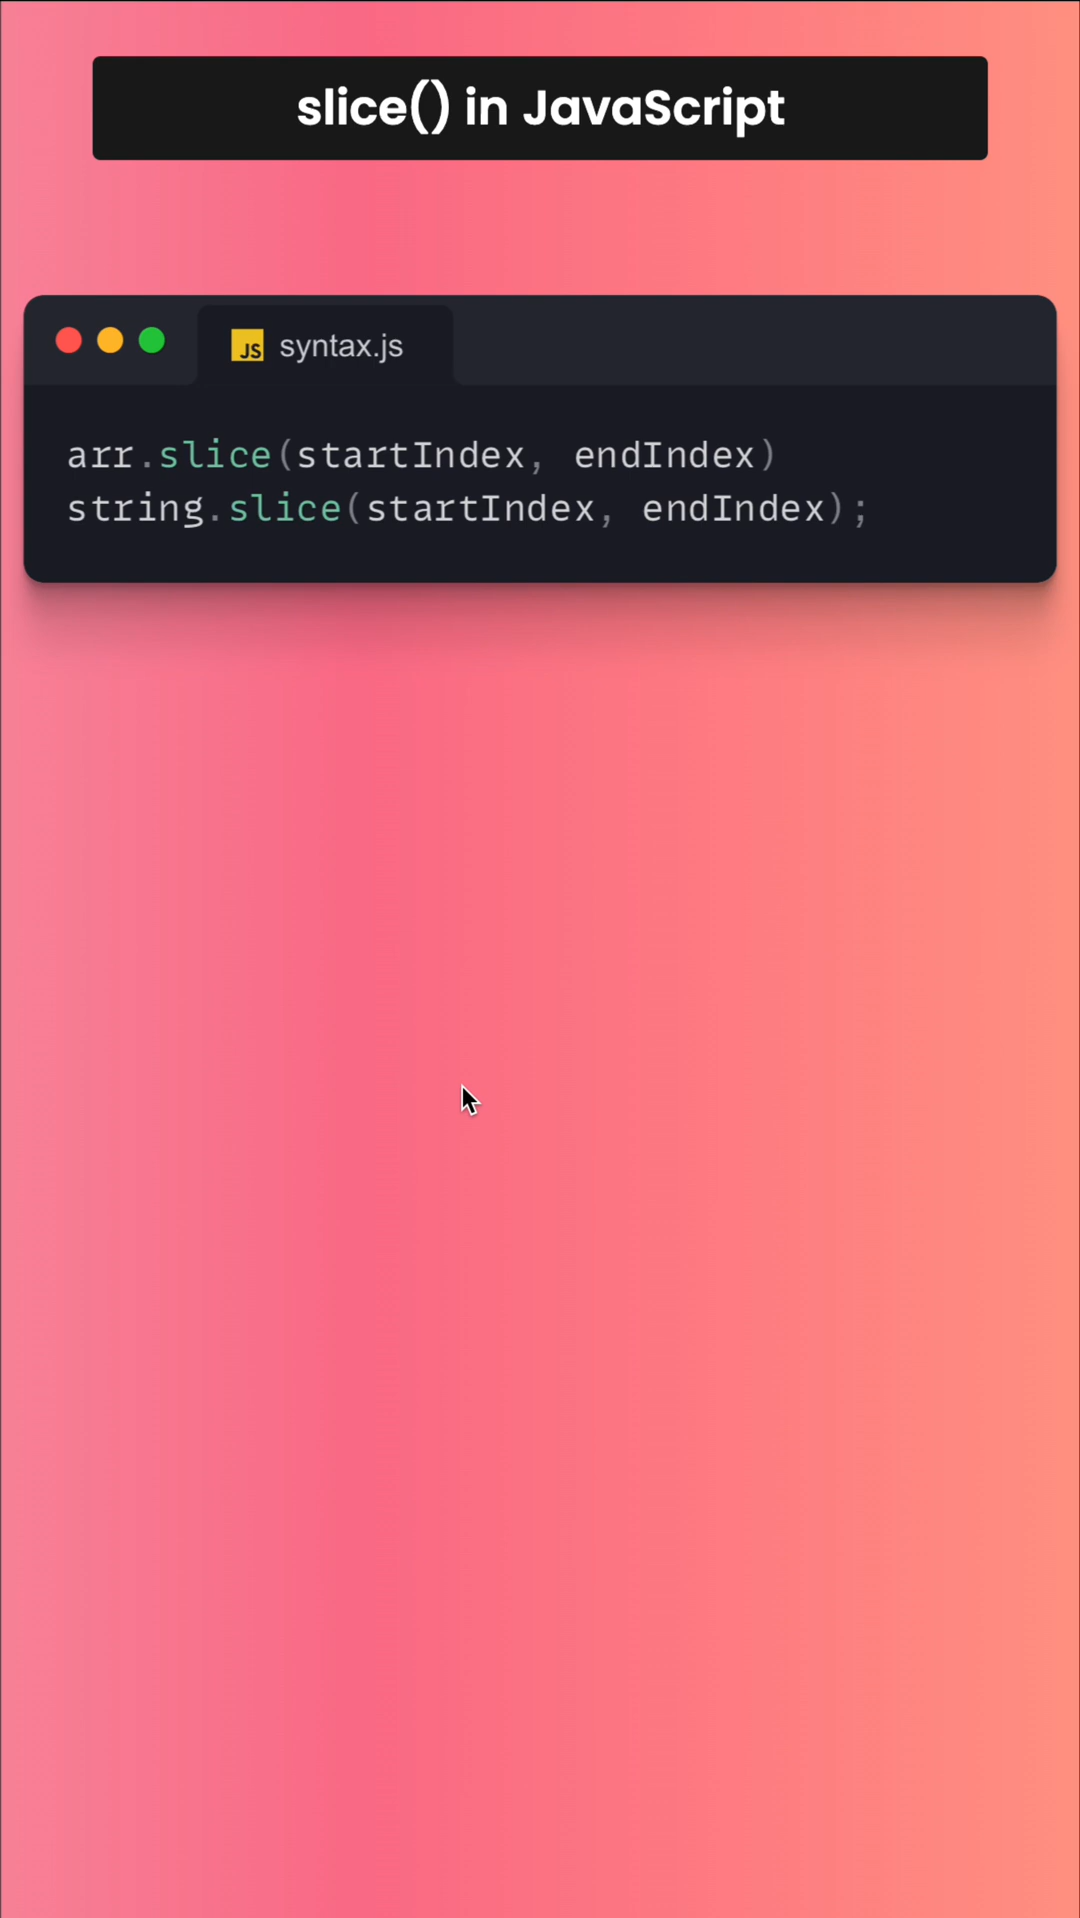 slice() in JavaScript
JS syntax.js
arr.slice(startIndex, endIndex)
string.slice(startIndex, endIndex);